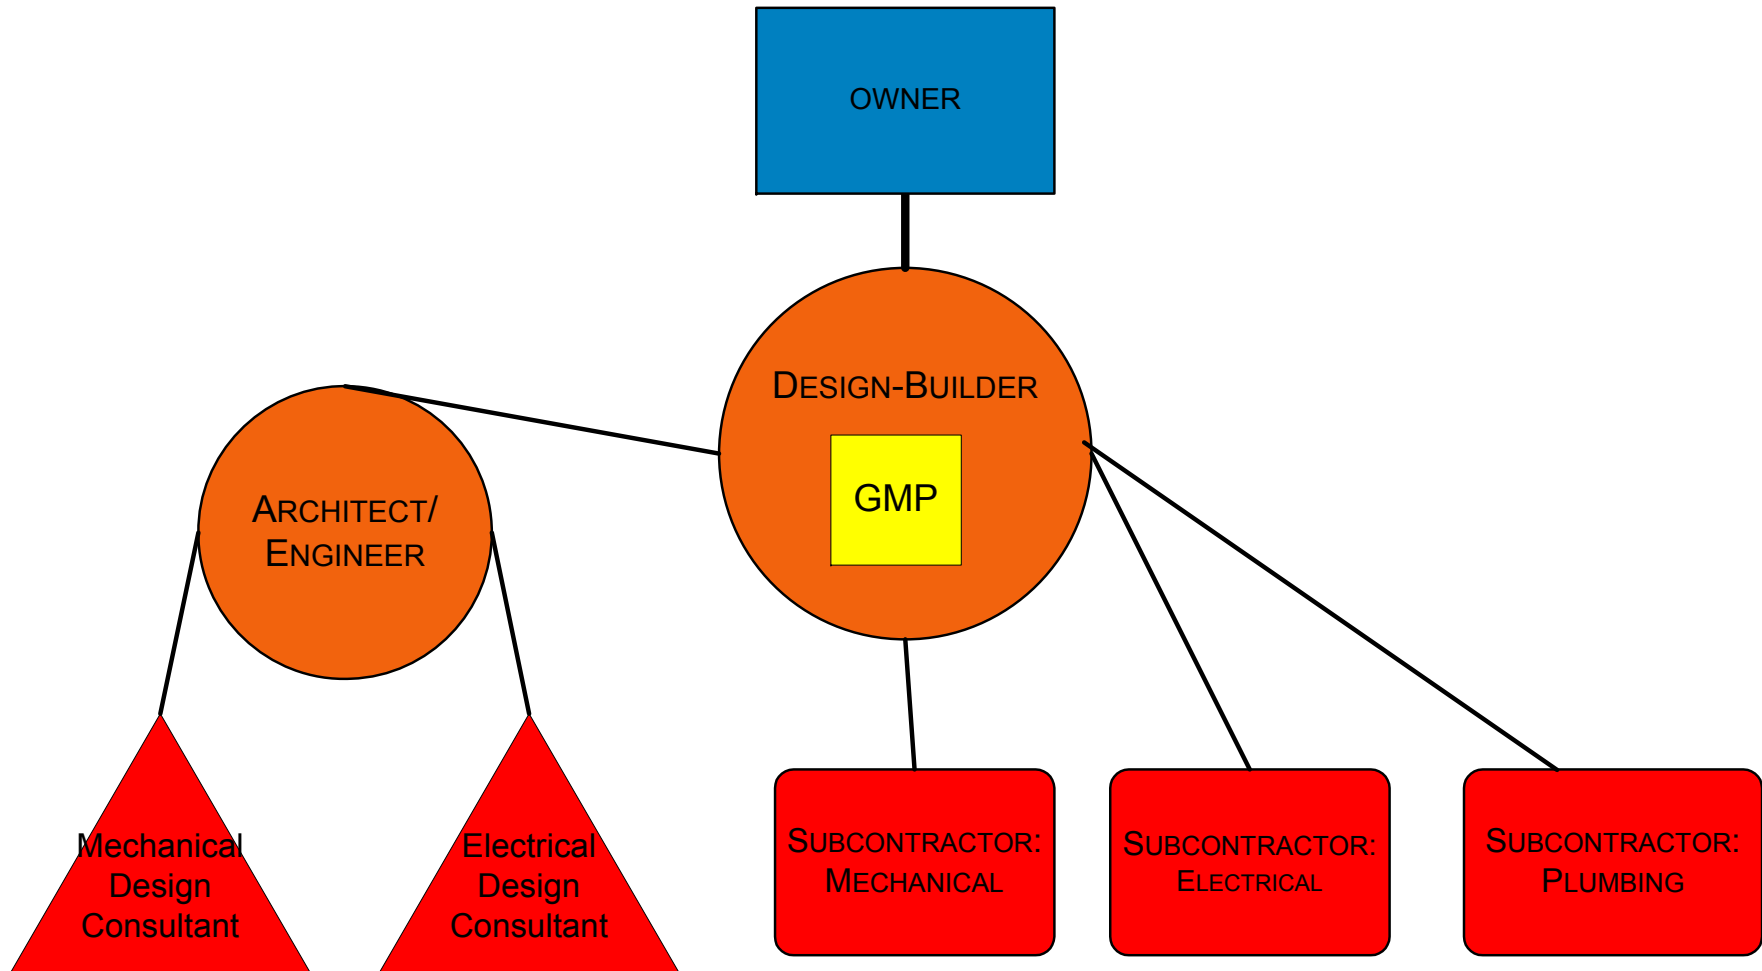 OWNER
DESIGN-BUILDER
GMP
ARCHITECT/
ENGINEER
Mechanical
Design
Consultant
Electrical
Design
Consultant
SUBCONTRACTOR:
MECHANICAL
SUBCONTRACTOR:
ELECTRICAL
SUBCONTRACTOR:
PLUMBING